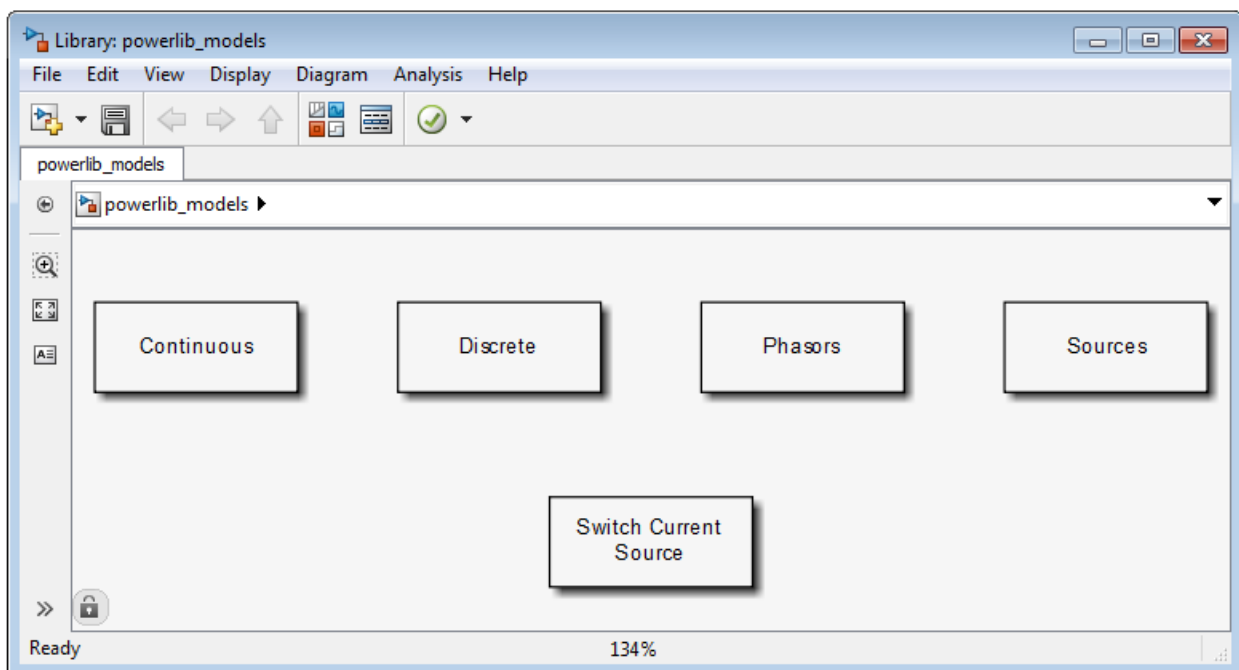 Library: powerlib_models
File Edit View Display Diagram Analysis Help
powerlib_models
powerlib_models
Continuous
Discrete
Phasors
Sources
Switch Current
Source
Ready
134%